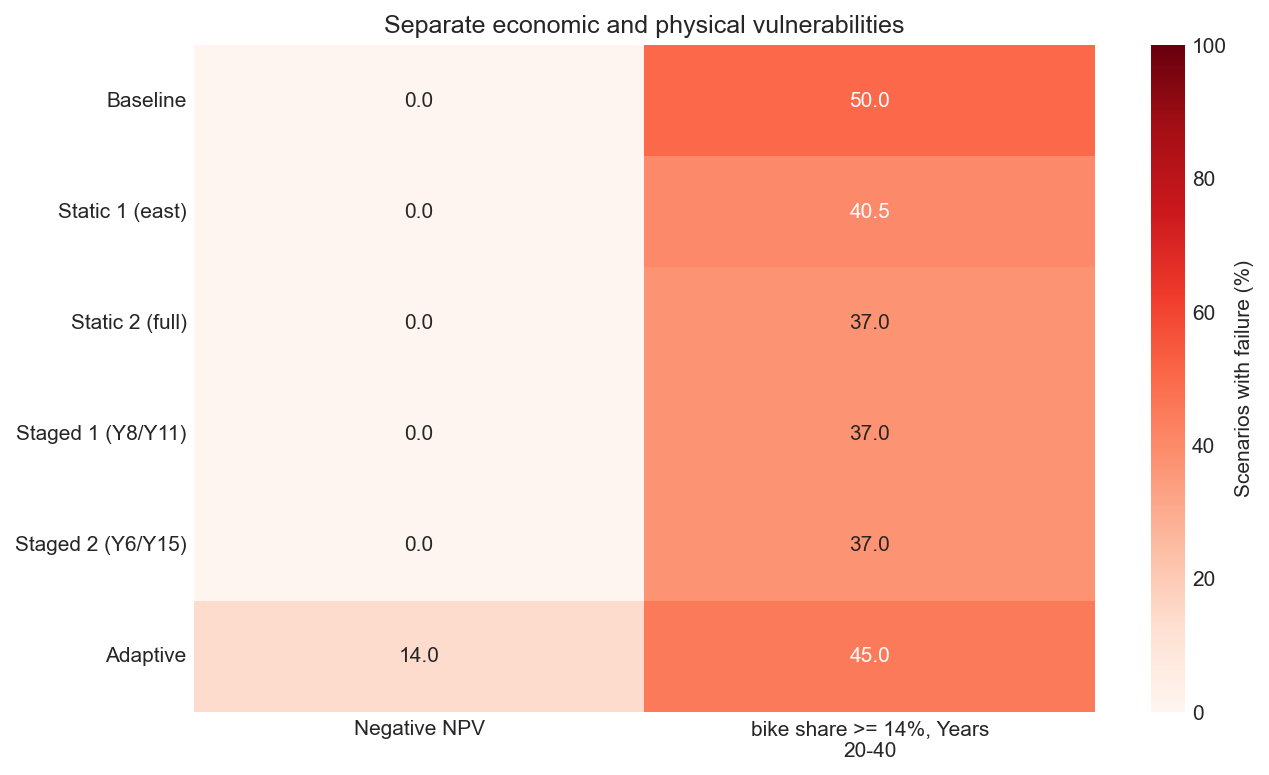 Separate economic and physical vulnerabilities
Baseline
0.0
50.0
Static 1 (east)
0.0
40.5
Static 2 (full)
0.0
37.0
Staged 1 (Y8/Y11)
0.0
37.0
Staged 2 (Y6/Y15)
0.0
37.0
Adaptive
14.0
45.0
Negative NPV
bike share >= 14%, Years
20-40
100
80
60
40
20
0
Scenarios with failure (%)